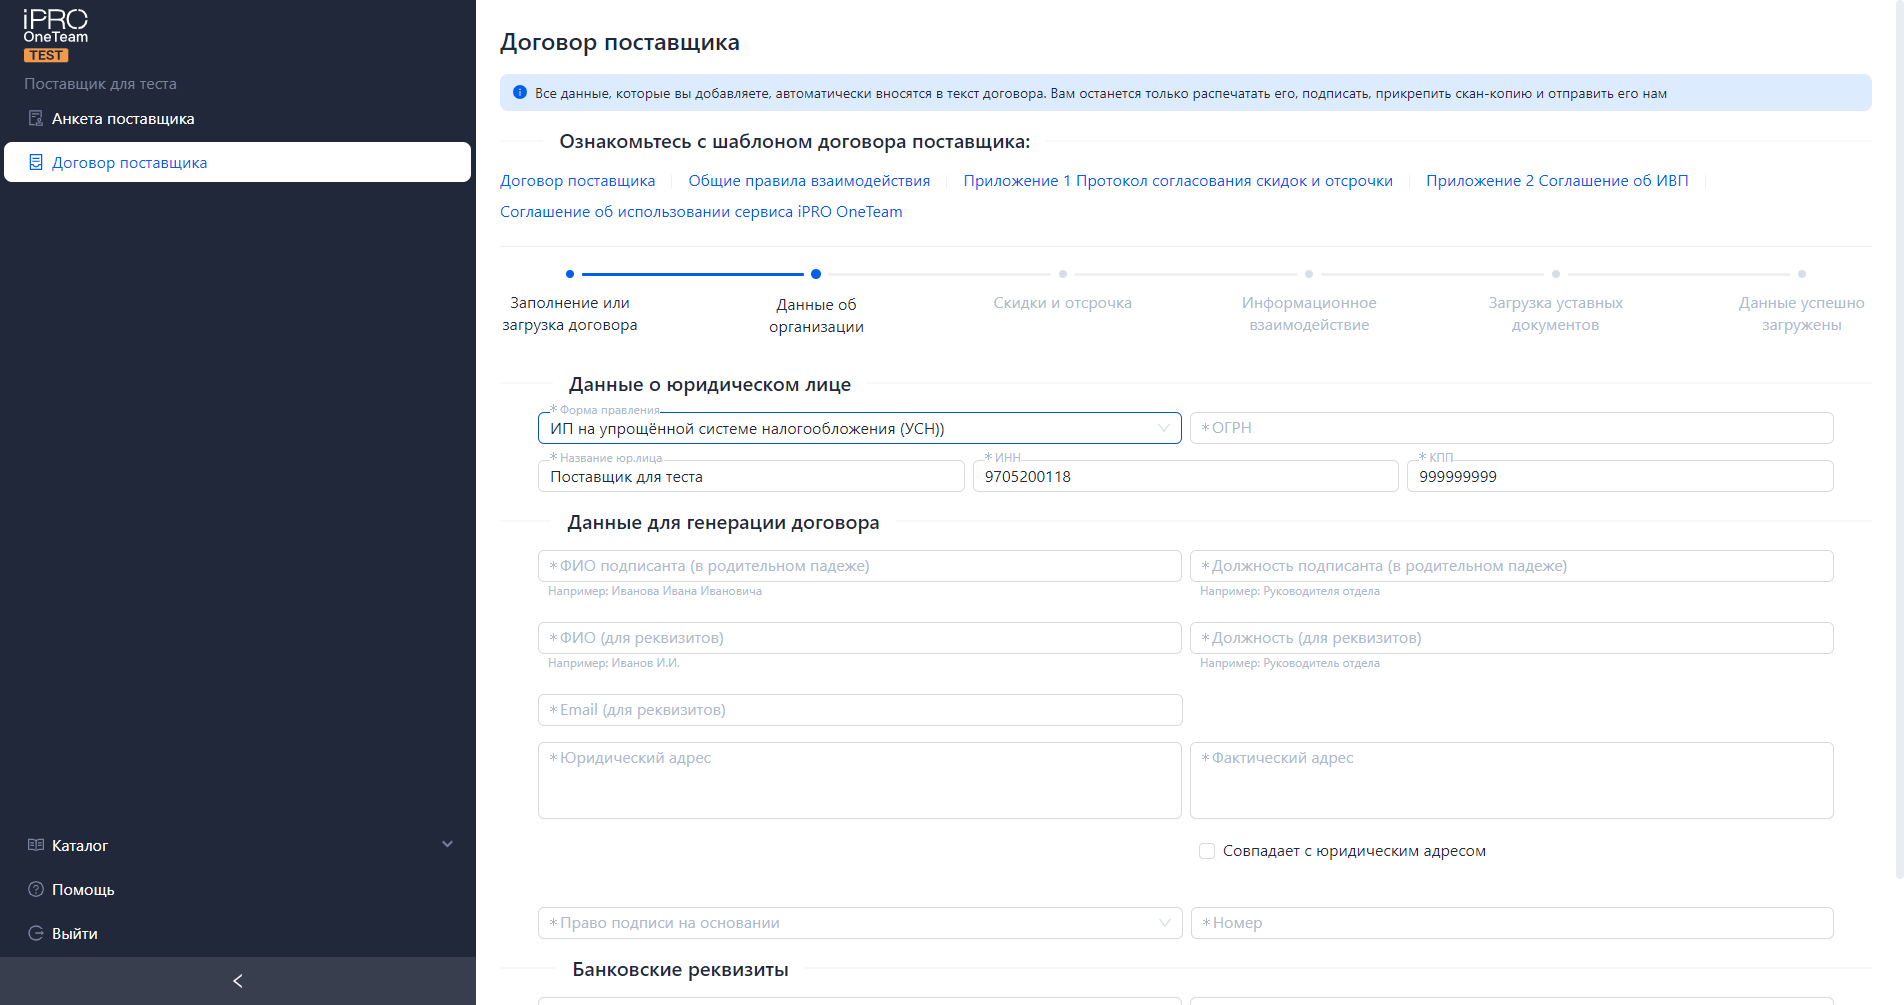 iPRO
OneTeam
TEST
Поставщик для теста
Анкета поставщика
Договор поставщика
Каталог
Помощь
Выйти
Договор поставщика
Все данные, которые вы добавляете, автоматически вносятся в текст договора. Вам останется только распечатать его, подписать, прикрепить скан-копию и отправить его нам
Ознакомьтесь с шаблоном договора поставщика:
Договор поставщика
Общие правила взаимодействия
Приложение 1 Протокол согласования скидок и отсрочки
Приложение 2 Соглашение об ИВП
Соглашение об использовании сервиса iPRO OneTeam
Заполнение или
загрузка договора
Данные об
организации
Скидки и отсрочка
Информационное
взаимодействие
Загрузка уставных
документов
Данные успешно
загружены
Данные о юридическом лице
* Форма правления
ИП на упрощённой системе налогообложения (УСН))
* ОГРН
* Название юр.лица
Поставщик для теста
* ИНН
9705200118
* КПП
999999999
Данные для генерации договора
* ФИО подписанта (в родительном падеже)
Например: Иванова Ивана Ивановича
* Должность подписанта (в родительном падеже)
Например: Руководителя отдела
* ФИО (для реквизитов)
Например: Иванов И.И.
* Должность (для реквизитов)
Например: Руководитель отдела
* Email (для реквизитов)
* Юридический адрес
* Фактический адрес
Совпадает с юридическим адресом
* Право подписи на основании
* Номер
Банковские реквизиты